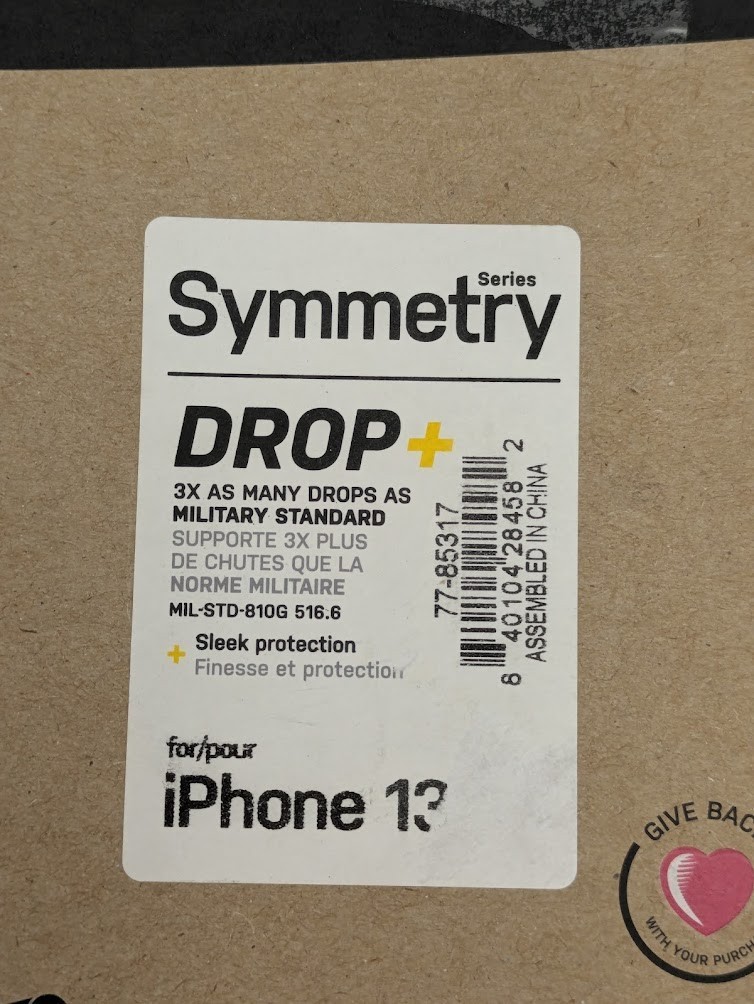 Symmetry Series
DROP+
3X AS MANY DROPS AS
MILITARY STANDARD
SUPPORTE 3X PLUS
DE CHUTES QUE LA
NORME MILITAIRE
MIL-STD-810G 516.6
+ Sleek protection
Finesse et protection
for/pour
iPhone 13
77-85317
8 40104 28458 2
ASSEMBLED IN CHINA
GIVE BAC
WITH YOUR PURCH